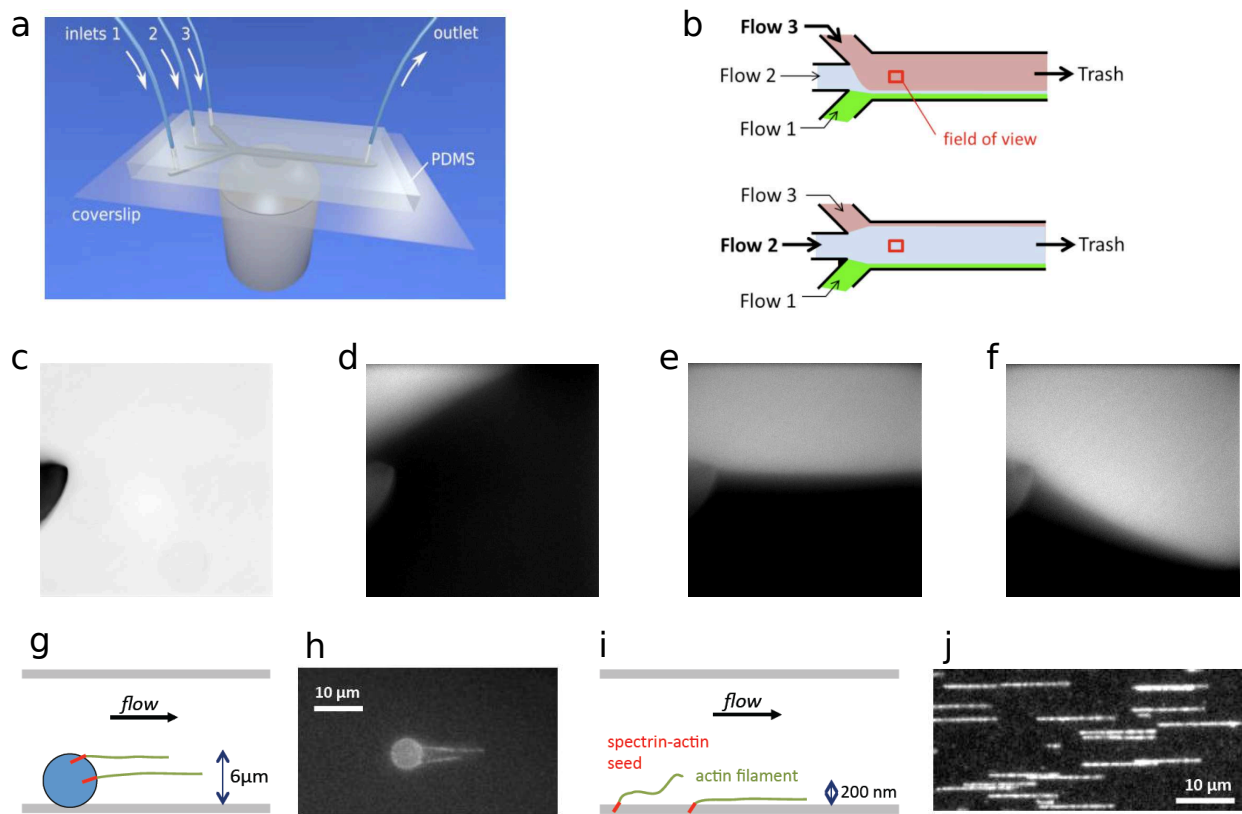 a
inlets 1 2 3
outlet
PDMS
coverslip
b
Flow 3
Flow 2
Flow 1
Trash
field of view
Flow 3
Flow 2
Flow 1
Trash
c
d
e
f
g
flow
6μm
h
10 μm
i
flow
spectrin-actin
seed
actin filament
200 nm
j
10 μm